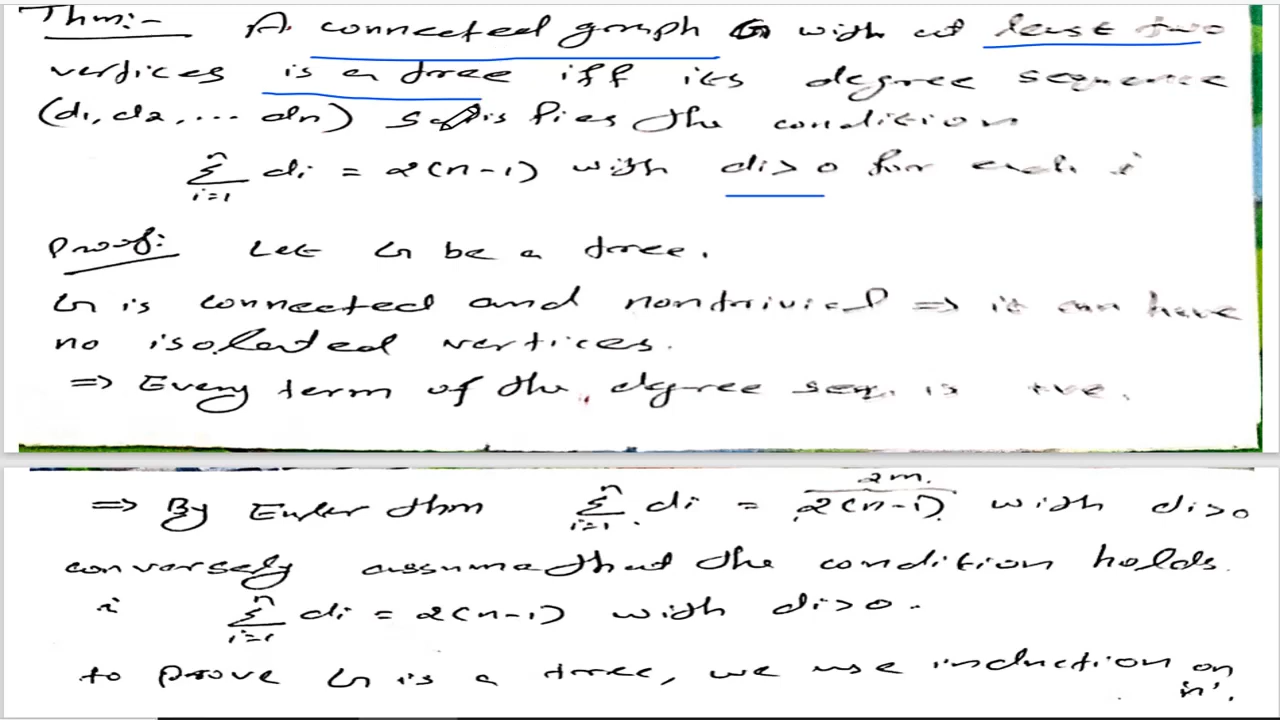 Thm:- A connected graph G with at least two
vertices is a tree iff its degree sequence
(d1, d2, ... dn) satisfies the condition
n Σ i=1 di = 2(n-1) with di > 0 for each i
Proof: Let G be a tree.
G is connected and nontrivial => it can have
no isolated vertices.
=> Every term of the degree seq. is +ve.
=> By Euler thm n Σ i=1 di = 2m. 2(n-1) with di>0
conversely assume that the condition holds.
i n Σ i=1 di = 2(n-1) with di>0.
to prove G is a tree, we use induction on
'n'.